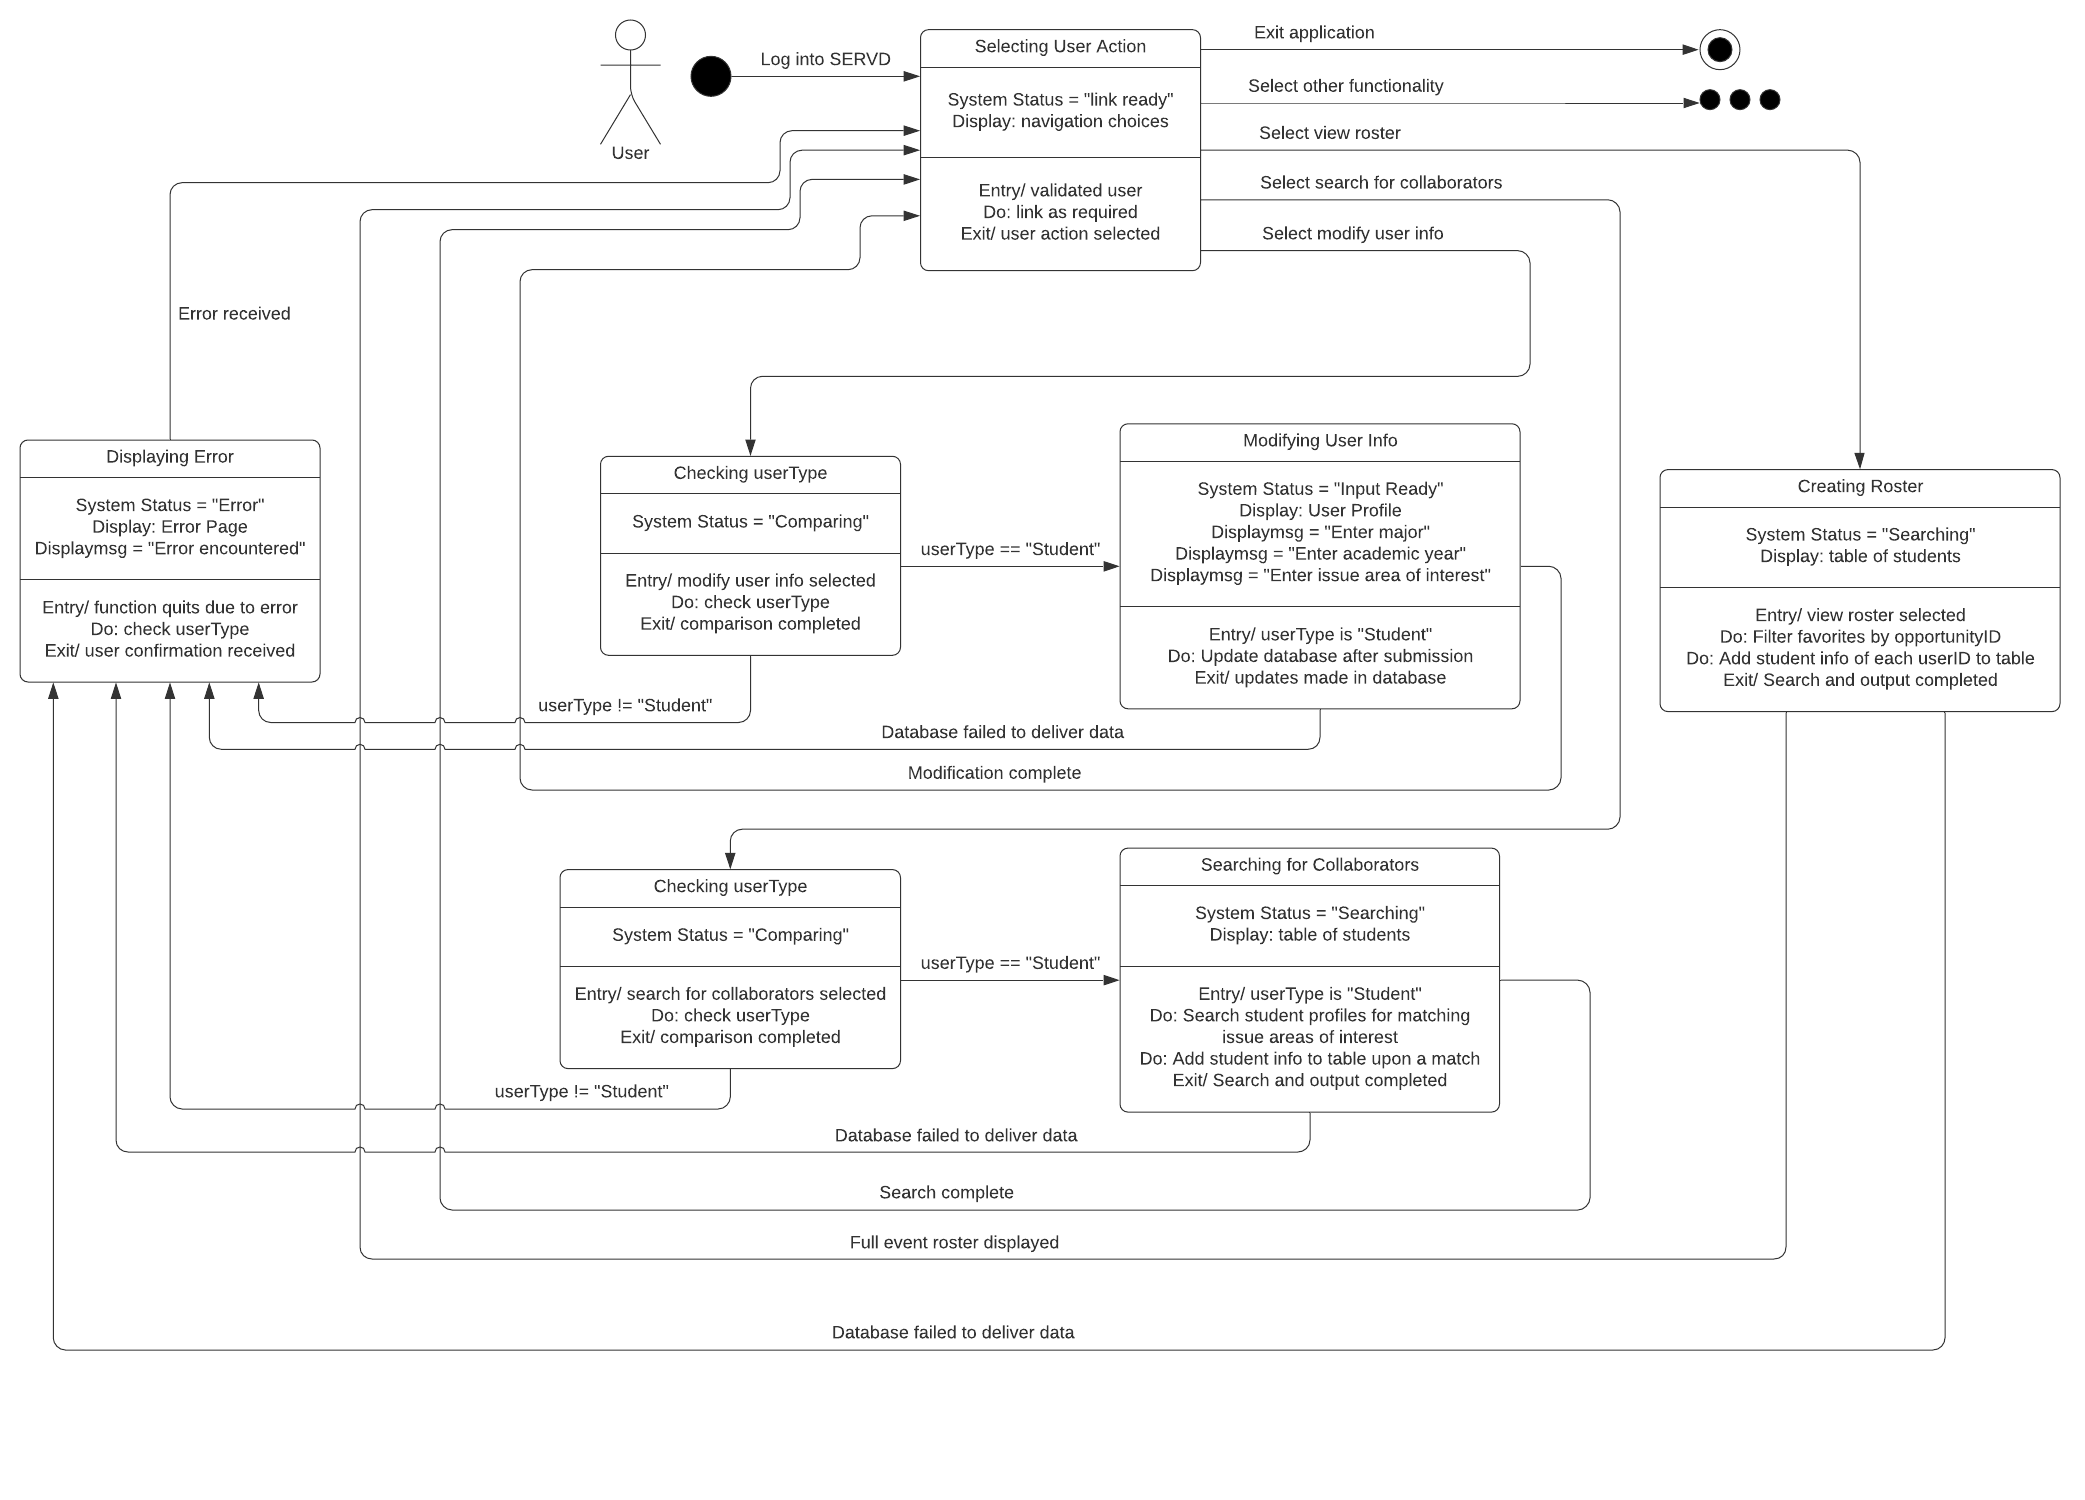 User
Log into SERVD
Selecting User Action
System Status = "link ready"
Display: navigation choices
Entry/ validated user
Do: link as required
Exit/ user action selected
Exit application
Select other functionality
Select view roster
Select search for collaborators
Select modify user info
Error received
Displaying Error
System Status = "Error"
Display: Error Page
Displaymsg = "Error encountered"
Entry/ function quits due to error
Do: check userType
Exit/ user confirmation received
Checking userType
System Status = "Comparing"
Entry/ modify user info selected
Do: check userType
Exit/ comparison completed
userType == "Student"
userType != "Student"
Modifying User Info
System Status = "Input Ready"
Display: User Profile
Displaymsg = "Enter major"
Displaymsg = "Enter academic year"
Displaymsg = "Enter issue area of interest"
Entry/ userType is "Student"
Do: Update database after submission
Exit/ updates made in database
Creating Roster
System Status = "Searching"
Display: table of students
Entry/ view roster selected
Do: Filter favorites by opportunityID
Do: Add student info of each userID to table
Exit/ Search and output completed
Database failed to deliver data
Modification complete
Checking userType
System Status = "Comparing"
Entry/ search for collaborators selected
Do: check userType
Exit/ comparison completed
userType == "Student"
userType != "Student"
Searching for Collaborators
System Status = "Searching"
Display: table of students
Entry/ userType is "Student"
Do: Search student profiles for matching
issue areas of interest
Do: Add student info to table upon a match
Exit/ Search and output completed
Database failed to deliver data
Search complete
Full event roster displayed
Database failed to deliver data